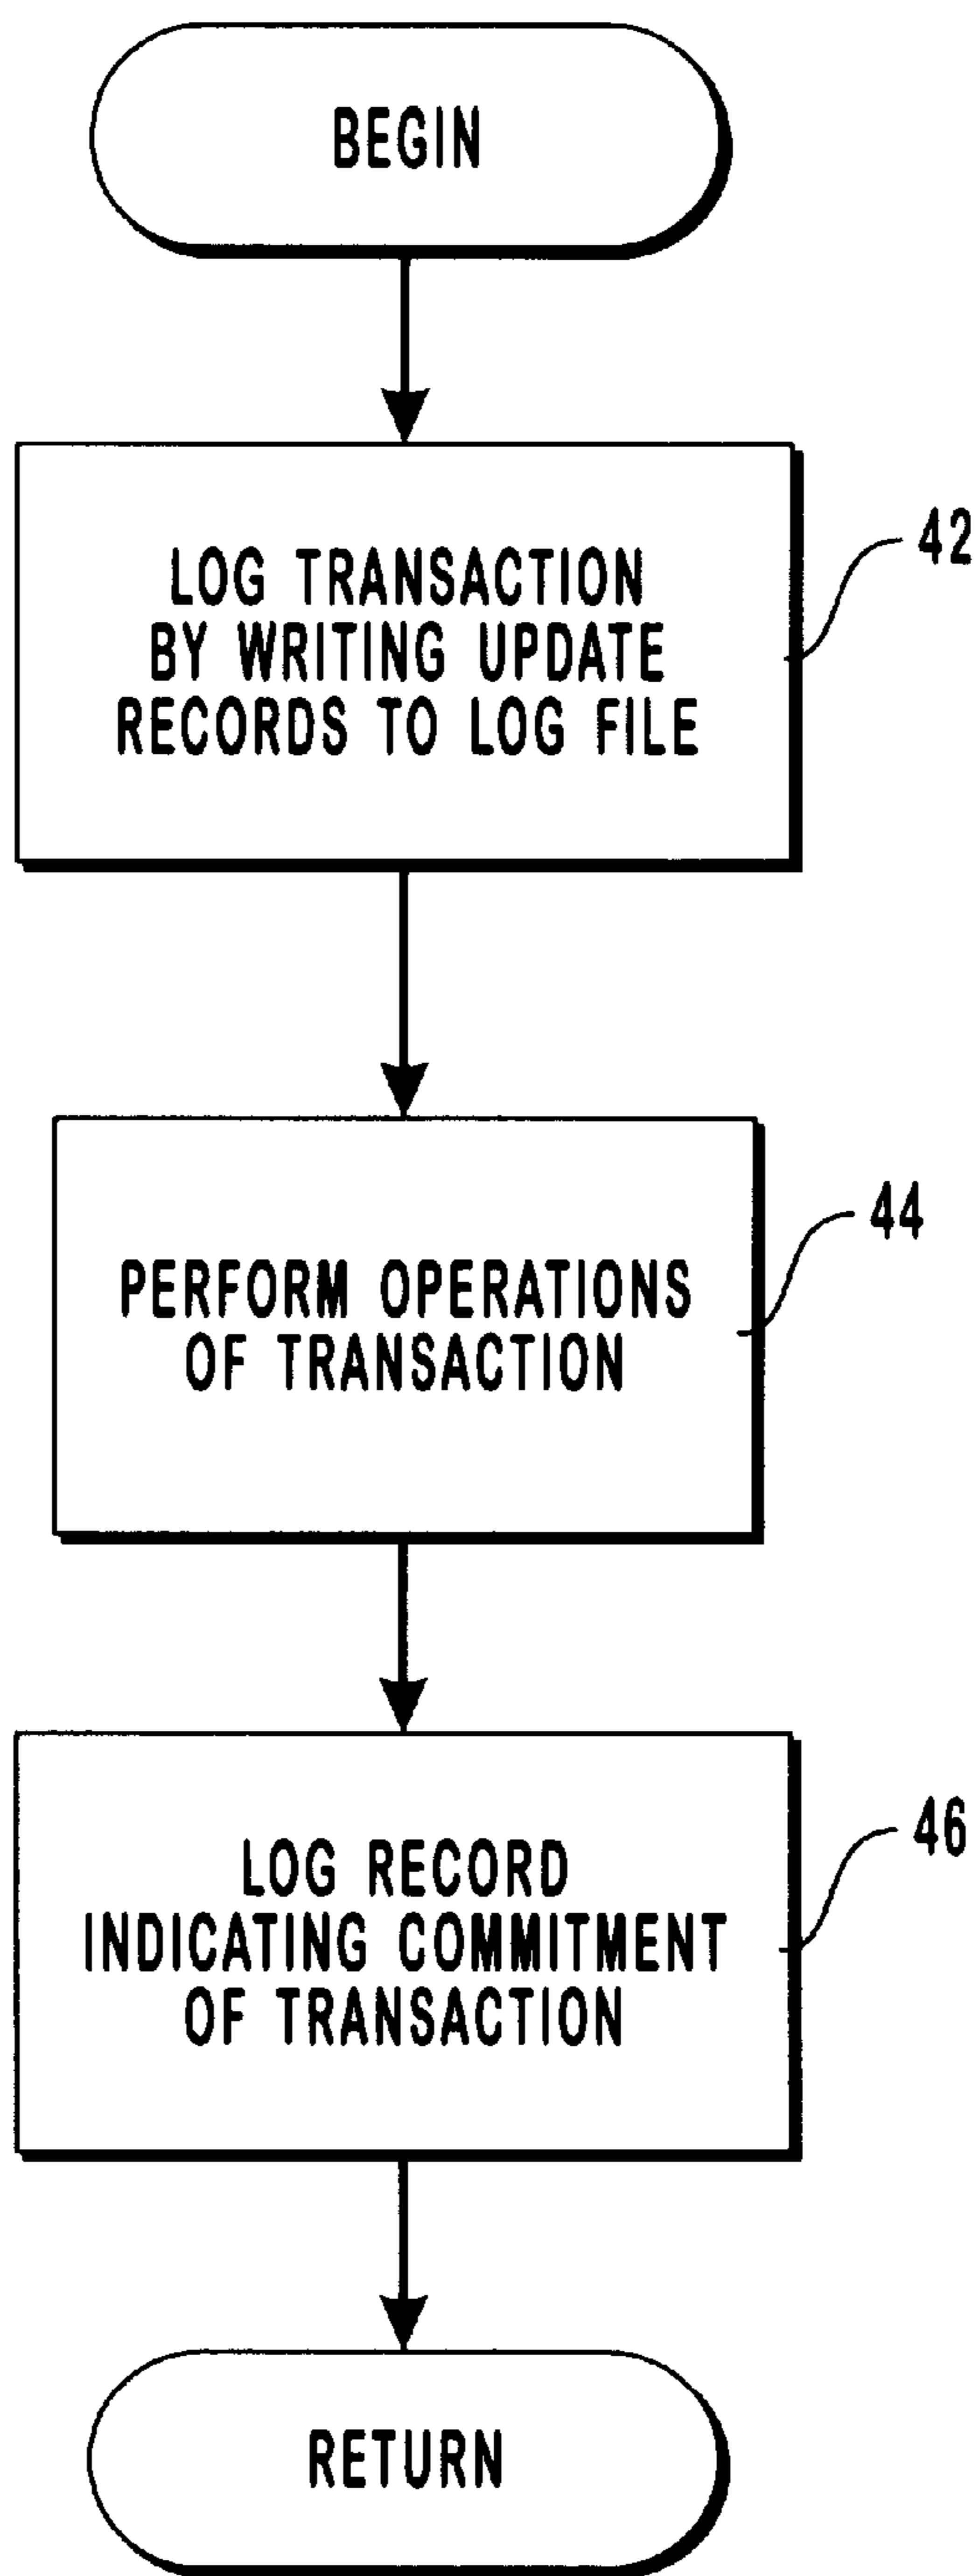 BEGIN
LOG TRANSACTION
BY WRITING UPDATE
RECORDS TO LOG FILE
42
PERFORM OPERATIONS
OF TRANSACTION
44
LOG RECORD
INDICATING COMMITMENT
OF TRANSACTION
46
RETURN